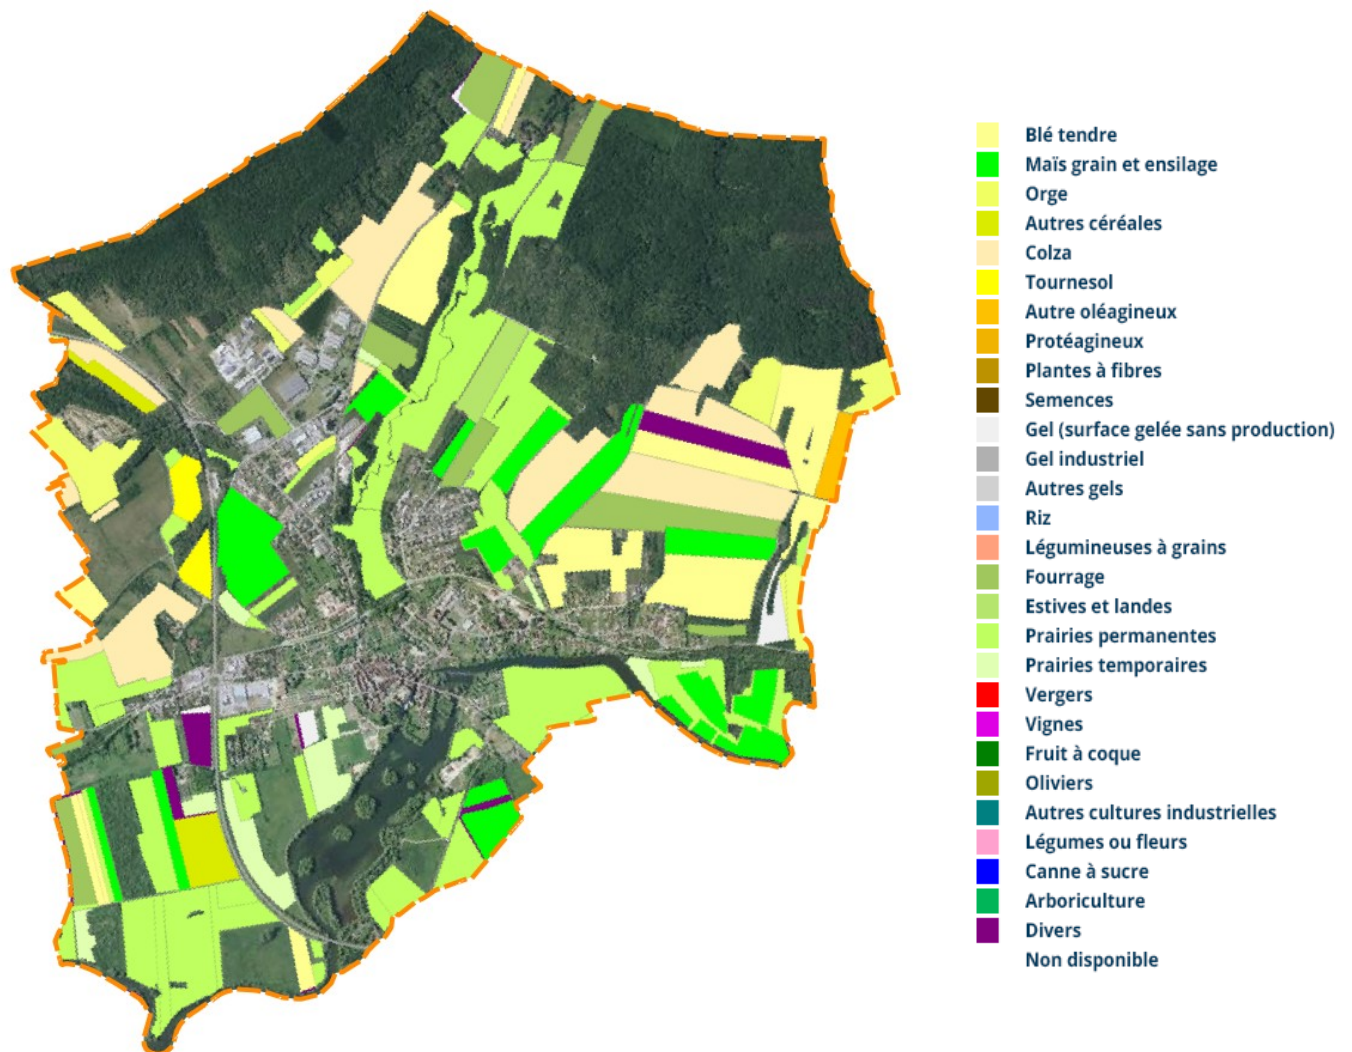 Blé tendre
Maïs grain et ensilage
Orge
Autres céréales
Colza
Tournesol
Autre oléagineux
Protéagineux
Plantes à fibres
Semences
Gel (surface gelée sans production)
Gel industriel
Autres gels
Riz
Légumineuses à grains
Fourrage
Estives et landes
Prairies permanentes
Prairies temporaires
Vergers
Vignes
Fruit à coque
Oliviers
Autres cultures industrielles
Légumes ou fleurs
Canne à sucre
Arboriculture
Divers
Non disponible